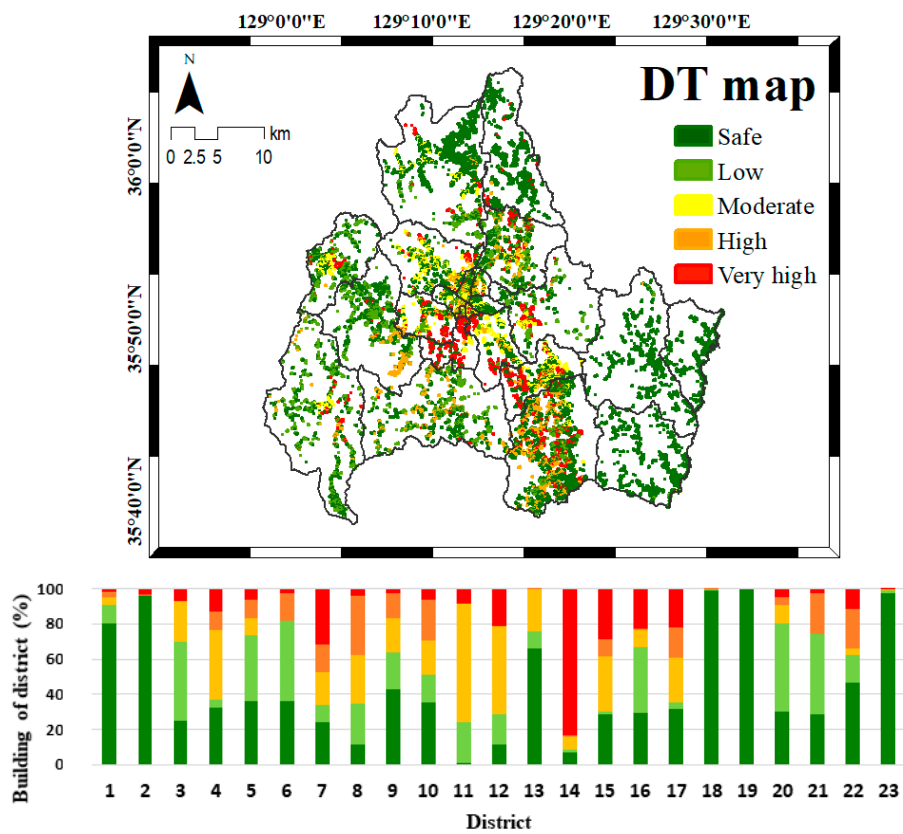 129°0'0"E 129°10'0"E 129°20'0"E 129°30'0"E
N
km
0 2.5 5 10
DT map
Safe
Low
Moderate
High
Very high
36°0'0"N
35°50'0"N
35°40'0"N
Building of district (%)
100
80
60
40
20
0
1 2 3 4 5 6 7 8 9 10 11 12 13 14 15 16 17 18 19 20 21 22 23
District